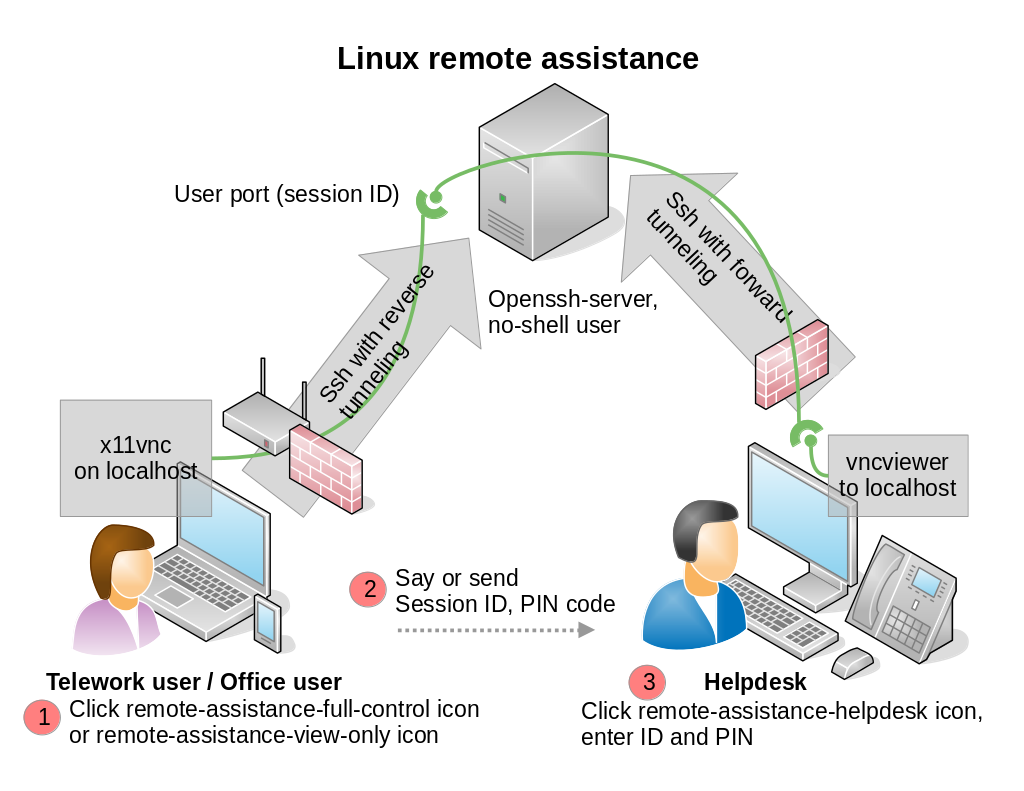 Linux remote assistance
User port (session ID)
Ssh with reverse
tunneling
Ssh with forward
tunneling
Openssh-server,
no-shell user
x11vnc
on localhost
vncviewer
to localhost
2
Say or send
Session ID, PIN code
Telework user / Office user
1
Click remote-assistance-full-control icon
or remote-assistance-view-only icon
3
Helpdesk
Click remote-assistance-helpdesk icon,
enter ID and PIN